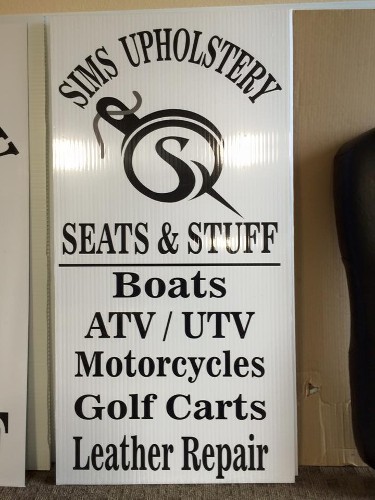 SIMS UPHOLSTERY
S
SEATS & STUFF
Boats
ATV / UTV
Motorcycles
Golf Carts
Leather Repair